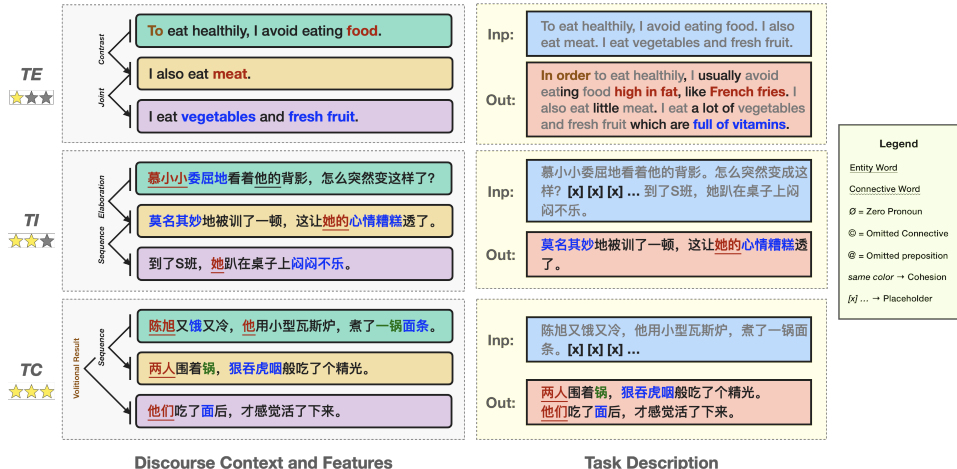 TE
Contrast
Joint
To eat healthily, I avoid eating food.
I also eat meat.
I eat vegetables and fresh fruit.
Inp:
To eat healthily, I avoid eating food. I also
eat meat. I eat vegetables and fresh fruit.
Out:
In order to eat healthily, I usually avoid
eating food high in fat, like French fries. I
also eat little meat. I eat a lot of vegetables
and fresh fruit which are full of vitamins.
TI
Elaboration
Sequence
慕小小委屈地看着他的背影，怎么突然变这样了？
莫名其妙地被训了一顿，这让她的心情糟糕透了。
到了S班，她趴在桌子上闷闷不乐。
Inp:
慕小小委屈地看着他的背影。怎么突然变成这
样了？[x] [x] [x] ... 到了S班，她趴在桌子上闷
闷不乐。
Out:
莫名其妙地被训了一顿，这让她的心情糟糕透
了。
TC
Volitional Result
Sequence
陈旭又饿又冷，他用小型瓦斯炉，煮了一锅面条。
两人围着锅，狼吞虎咽般吃了个精光。
他们吃了面后，才感觉活了下来。
Inp:
陈旭又饿又冷，他用小型瓦斯炉，煮了一锅面
条。[x] [x] [x] ...
Out:
两人围着锅，狼吞虎咽般吃了个精光。
他们吃了面后，才感觉活了下来。
Legend
Entity Word
Connective Word
Ø = Zero Pronoun
© = Omitted Connective
@ = Omitted preposition
same color → Cohesion
[x] ... → Placeholder
Discourse Context and Features
Task Description